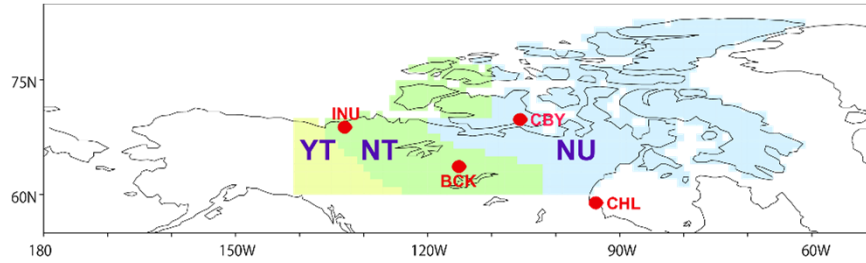 75N
INU
CBY
YT NT NU
BCK
60N
CHL
180 150W 120W 90W 60W